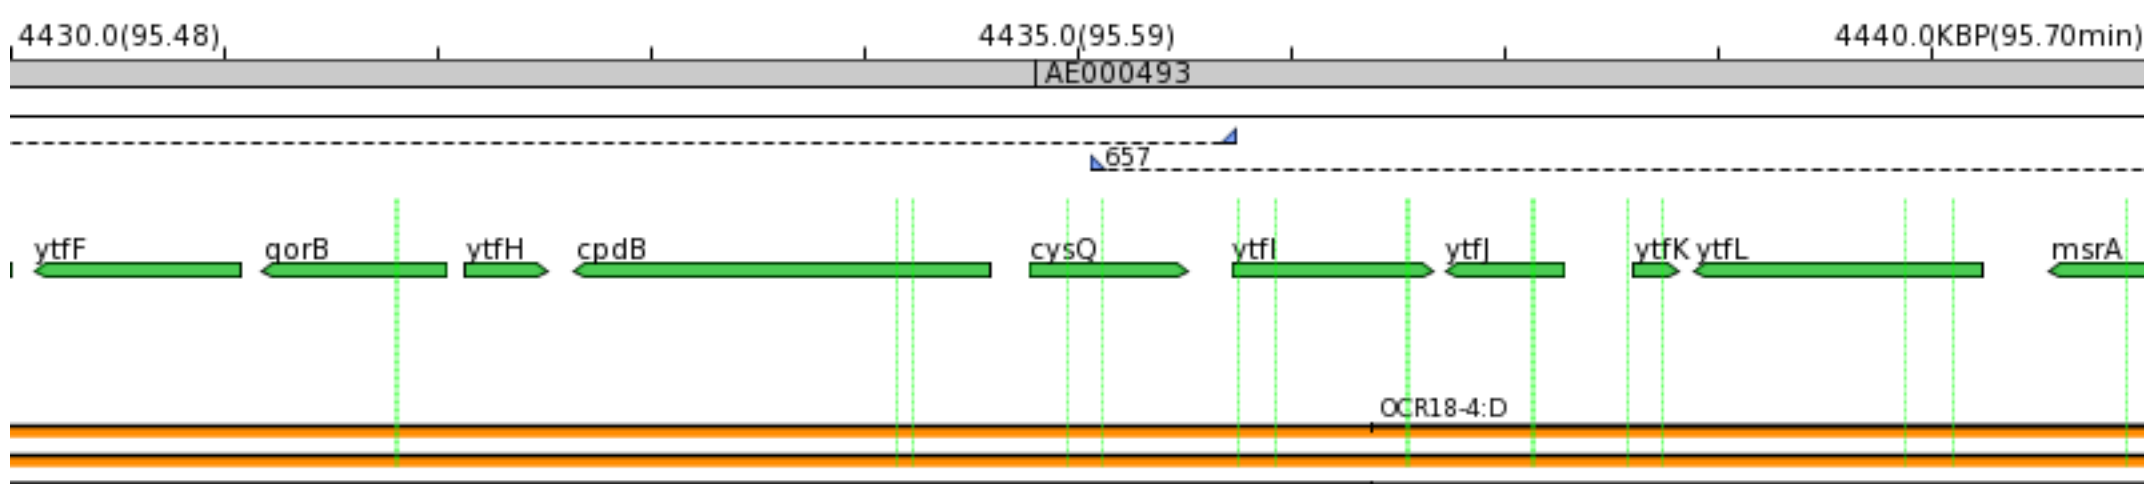 4430.0(95.48) 4435.0(95.59) 4440.0KBP(95.70min)
AE000493
657
ytfF qorB ytfH cpdB cysQ ytfI ytfJ ytfK ytfL msrA
OCR18-4:D